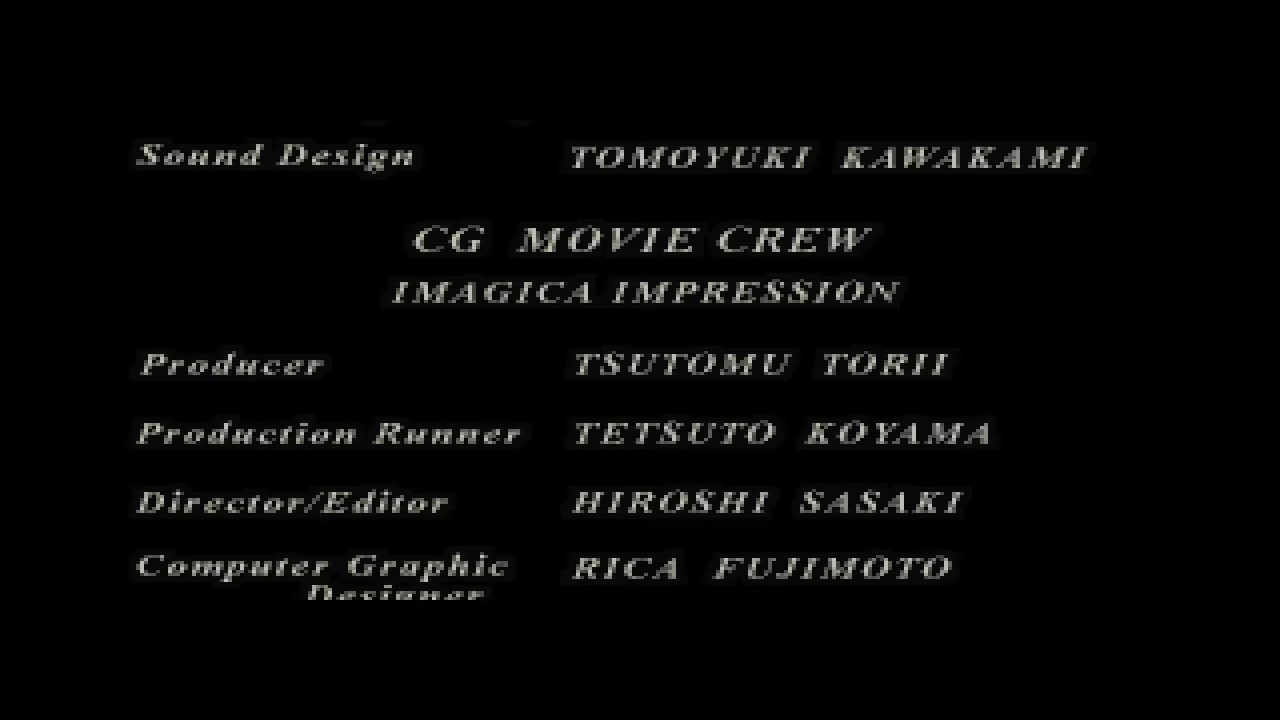 Sound Design TOMOYUKI KAWAKAMI
CG MOVIE CREW
IMAGICA IMPRESSION
Producer TSUTOMU TORII
Production Runner TETSUTO KOYAMA
Director/Editor HIROSHI SASAKI
Computer Graphic RICA FUJIMOTO
Designer